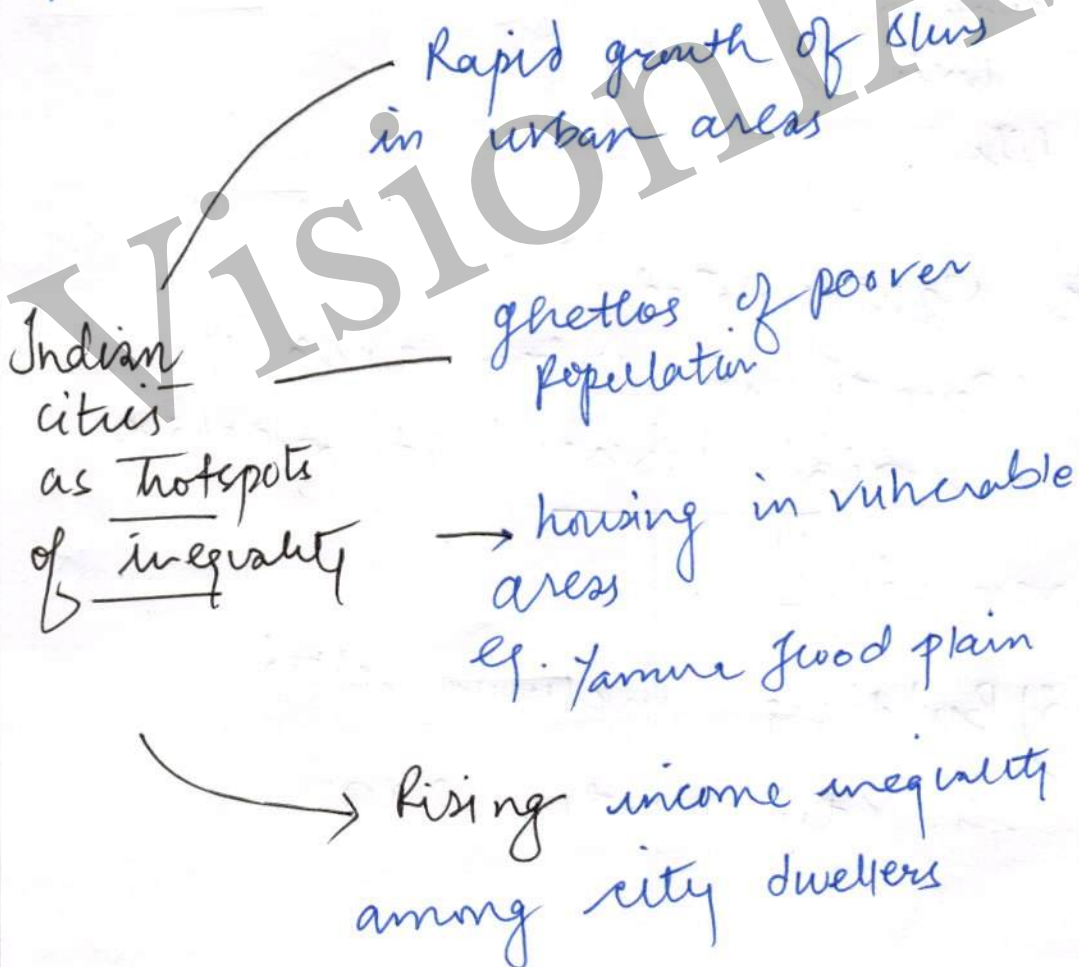 Rapid growth of slums
in urban areas
Indian
cities
as hotspots
of inequality
ghettos of poorer
population
housing in vulnerable
areas
eg. Yamuna flood plain
Rising income inequality
among city dwellers